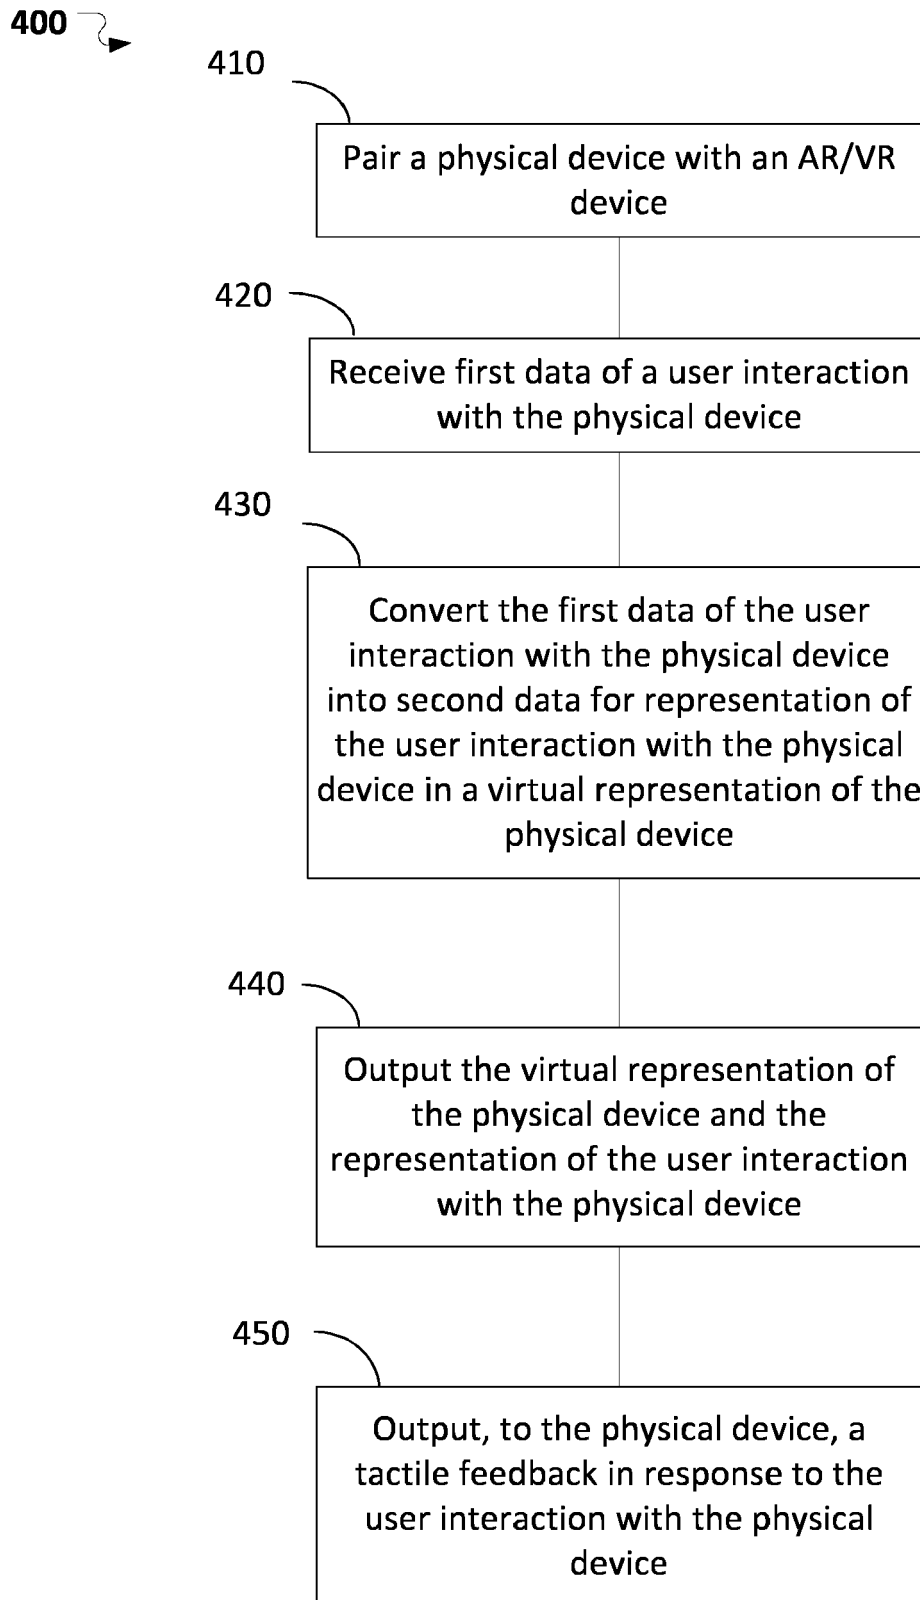 400
410
Pair a physical device with an AR/VR
device
420
Receive first data of a user interaction
with the physical device
430
Convert the first data of the user
interaction with the physical device
into second data for representation of
the user interaction with the physical
device in a virtual representation of the
physical device
440
Output the virtual representation of
the physical device and the
representation of the user interaction
with the physical device
450
Output, to the physical device, a
tactile feedback in response to the
user interaction with the physical
device